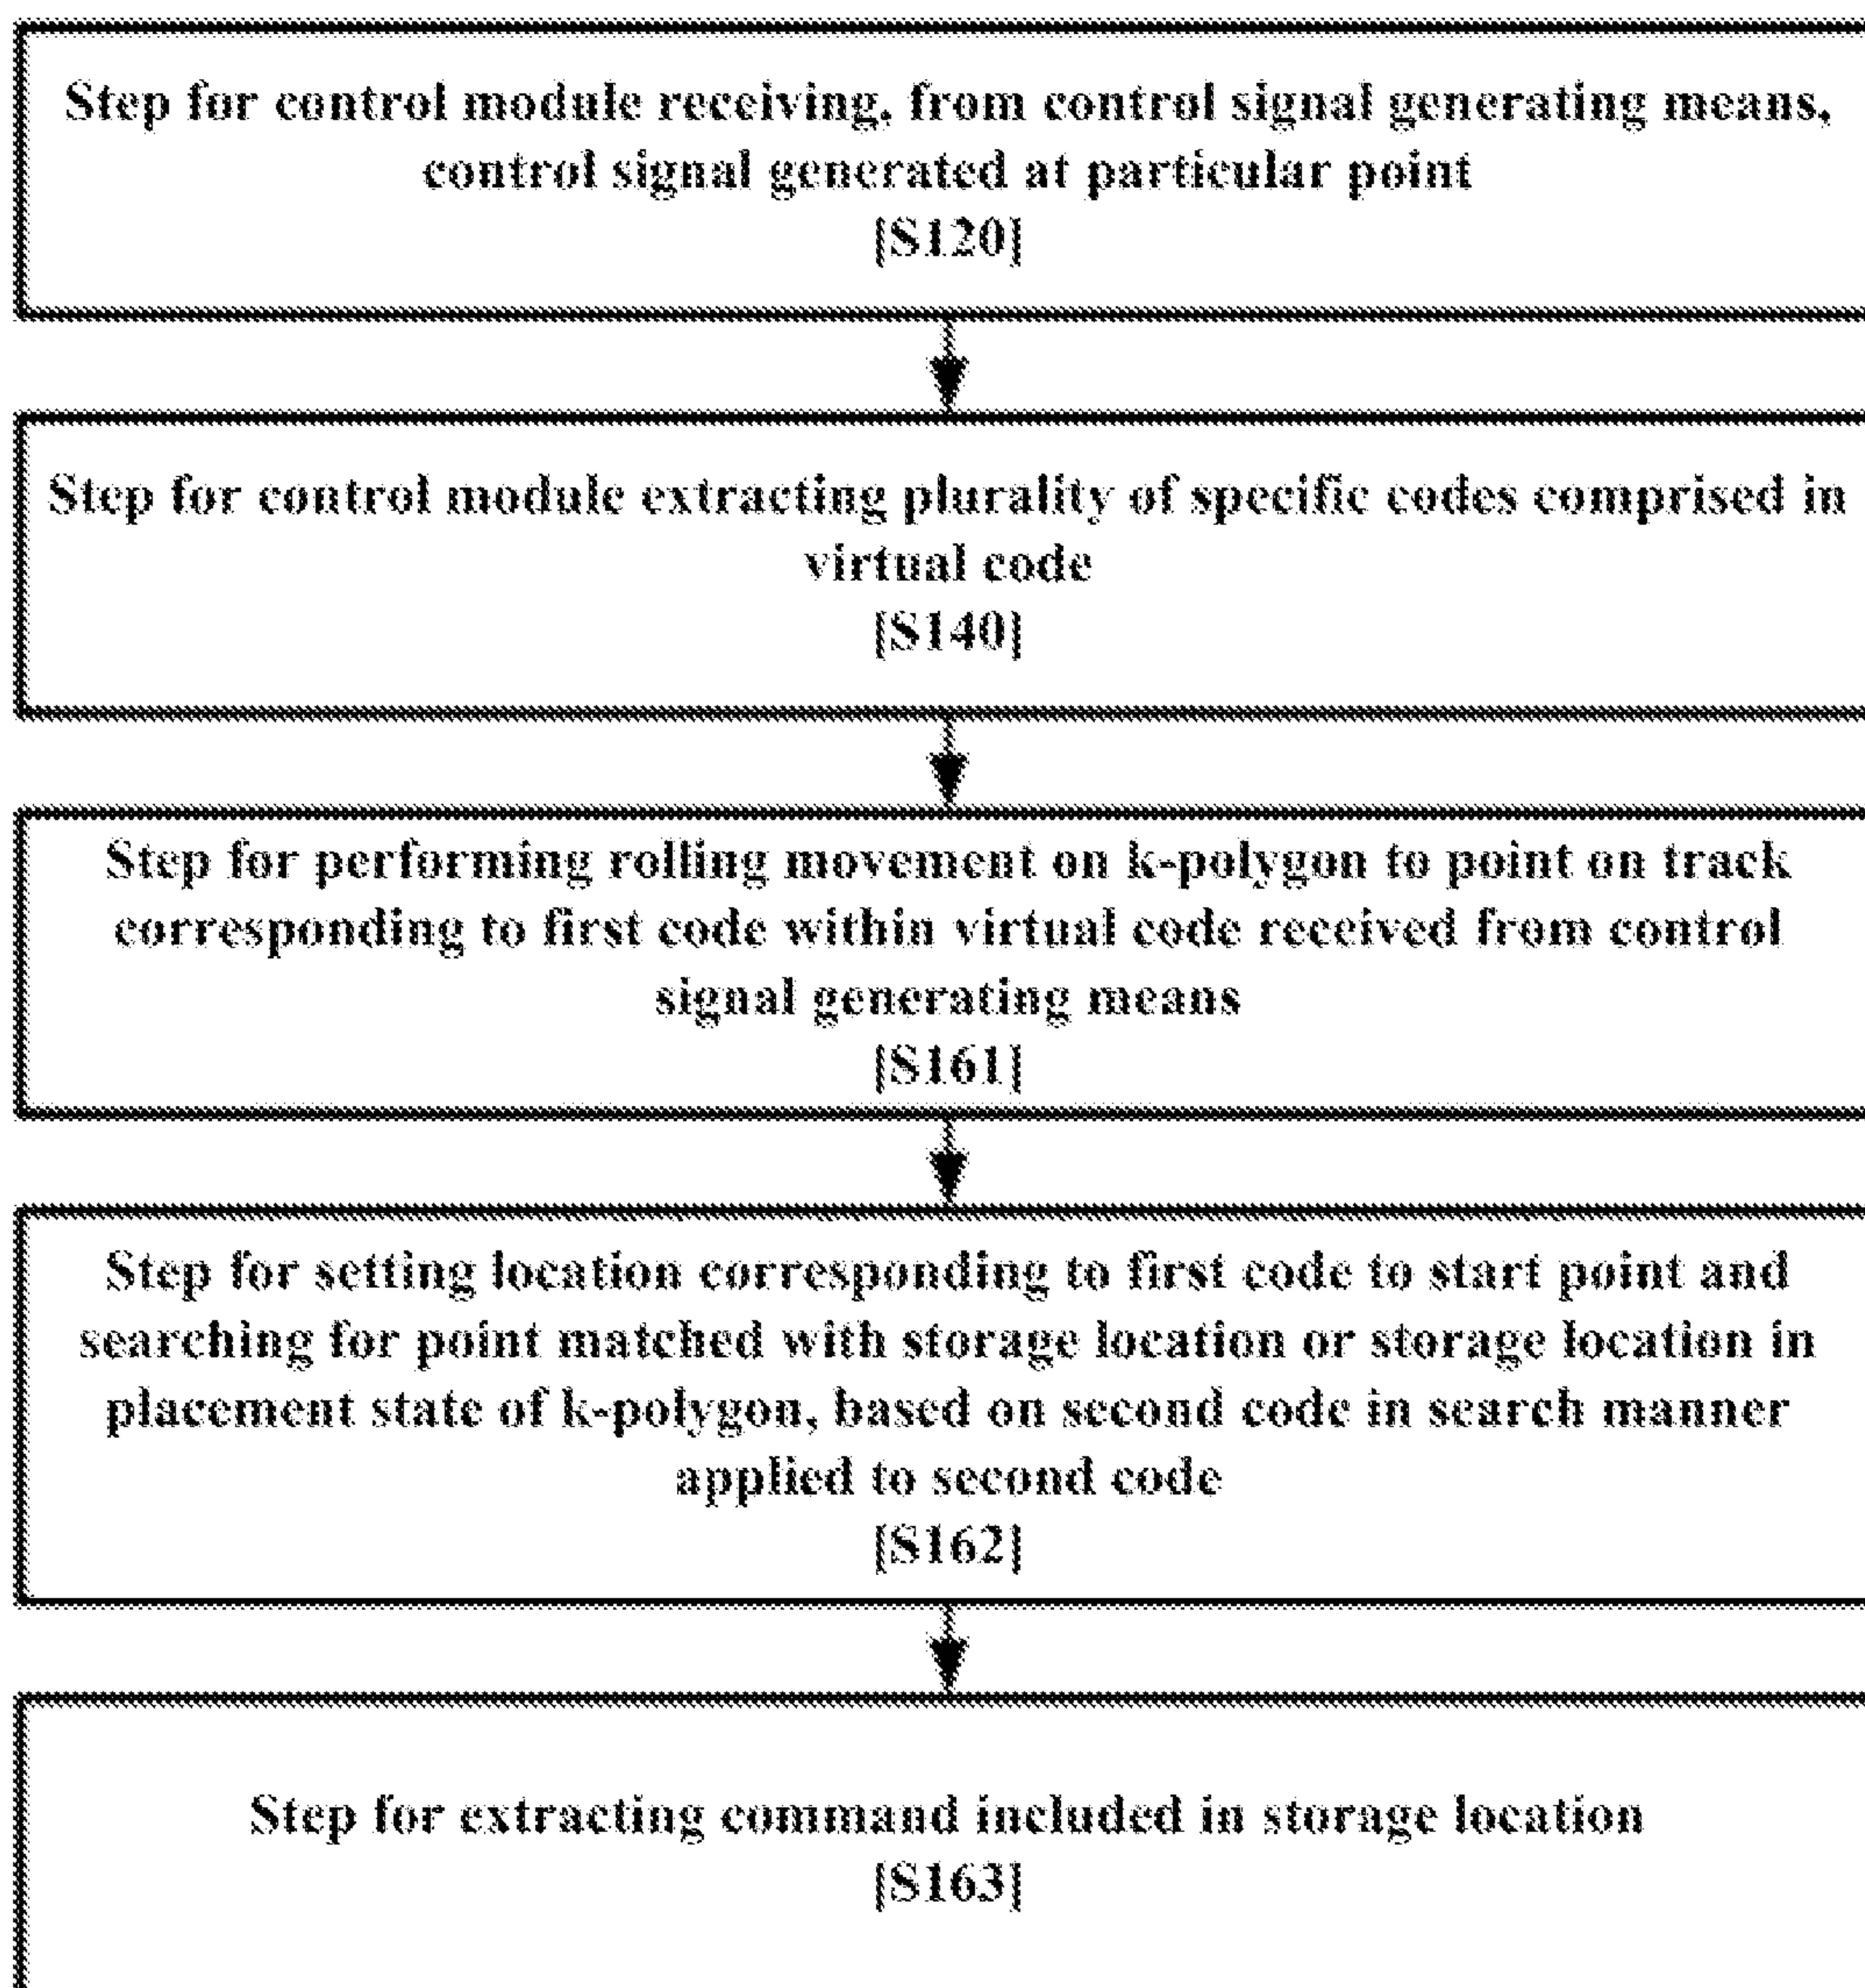 Step for control module receiving, from control signal generating means,
control signal generated at particular point
[S120]
Step for control module extracting plurality of specific codes comprised in
virtual code
[S140]
Step for performing rolling movement on k-polygon to point on track
corresponding to first code within virtual code received from control
signal generating means
[S161]
Step for setting location corresponding to first code to start point and
searching for point matched with storage location or storage location in
placement state of k-polygon, based on second code in search manner
applied to second code
[S162]
Step for extracting command included in storage location
[S163]